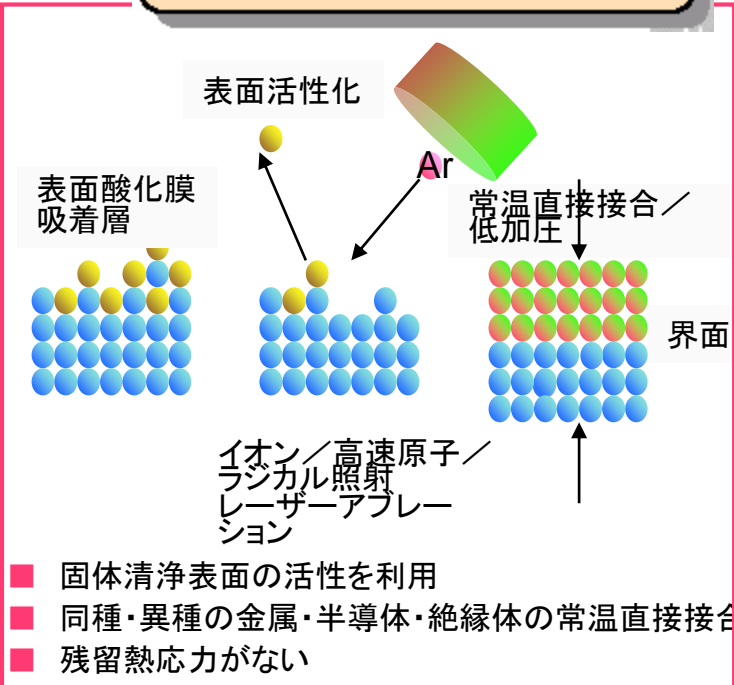 表面活性化
Ar
表面酸化膜
吸着層
常温直接接合／
低加圧
界面
イオン／高速原子／
ラジカル照射
レーザーアブレー
ション
■ 固体清浄表面の活性を利用
■ 同種・異種の金属・半導体・絶縁体の常温直接接合
■ 残留熱応力がない